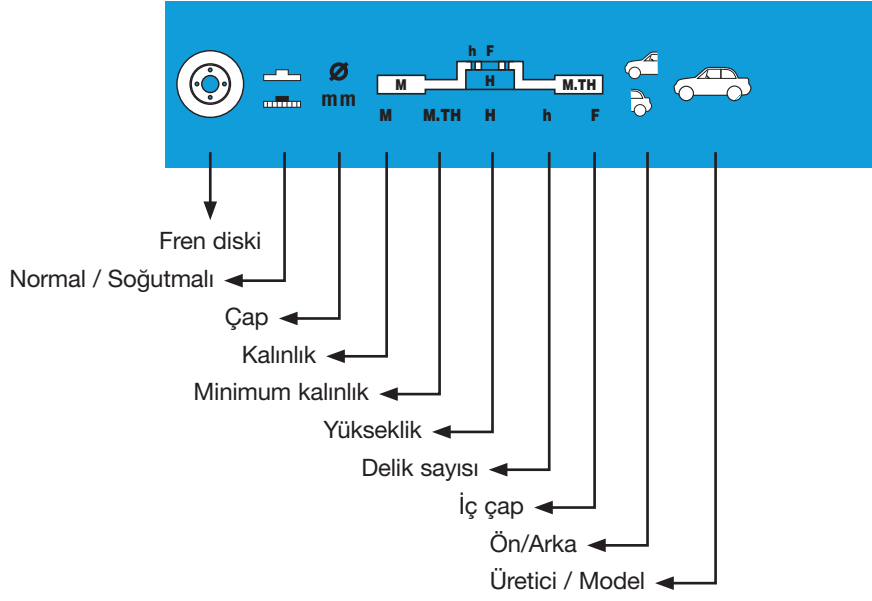 h F
Ø
M H M.TH
mm
M M.TH H h F
Fren diski
Normal / Soğutmalı
Çap
Kalınlık
Minimum kalınlık
Yükseklik
Delik sayısı
İç çap
Ön/Arka
Üretici / Model